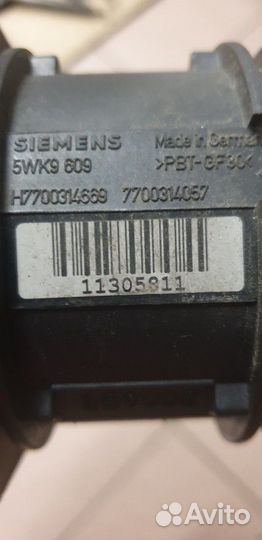 SIEMENS Made in Germany
5WK9 609 >PBT-GF30<
H7700314669 7700314057
11305811
Avito